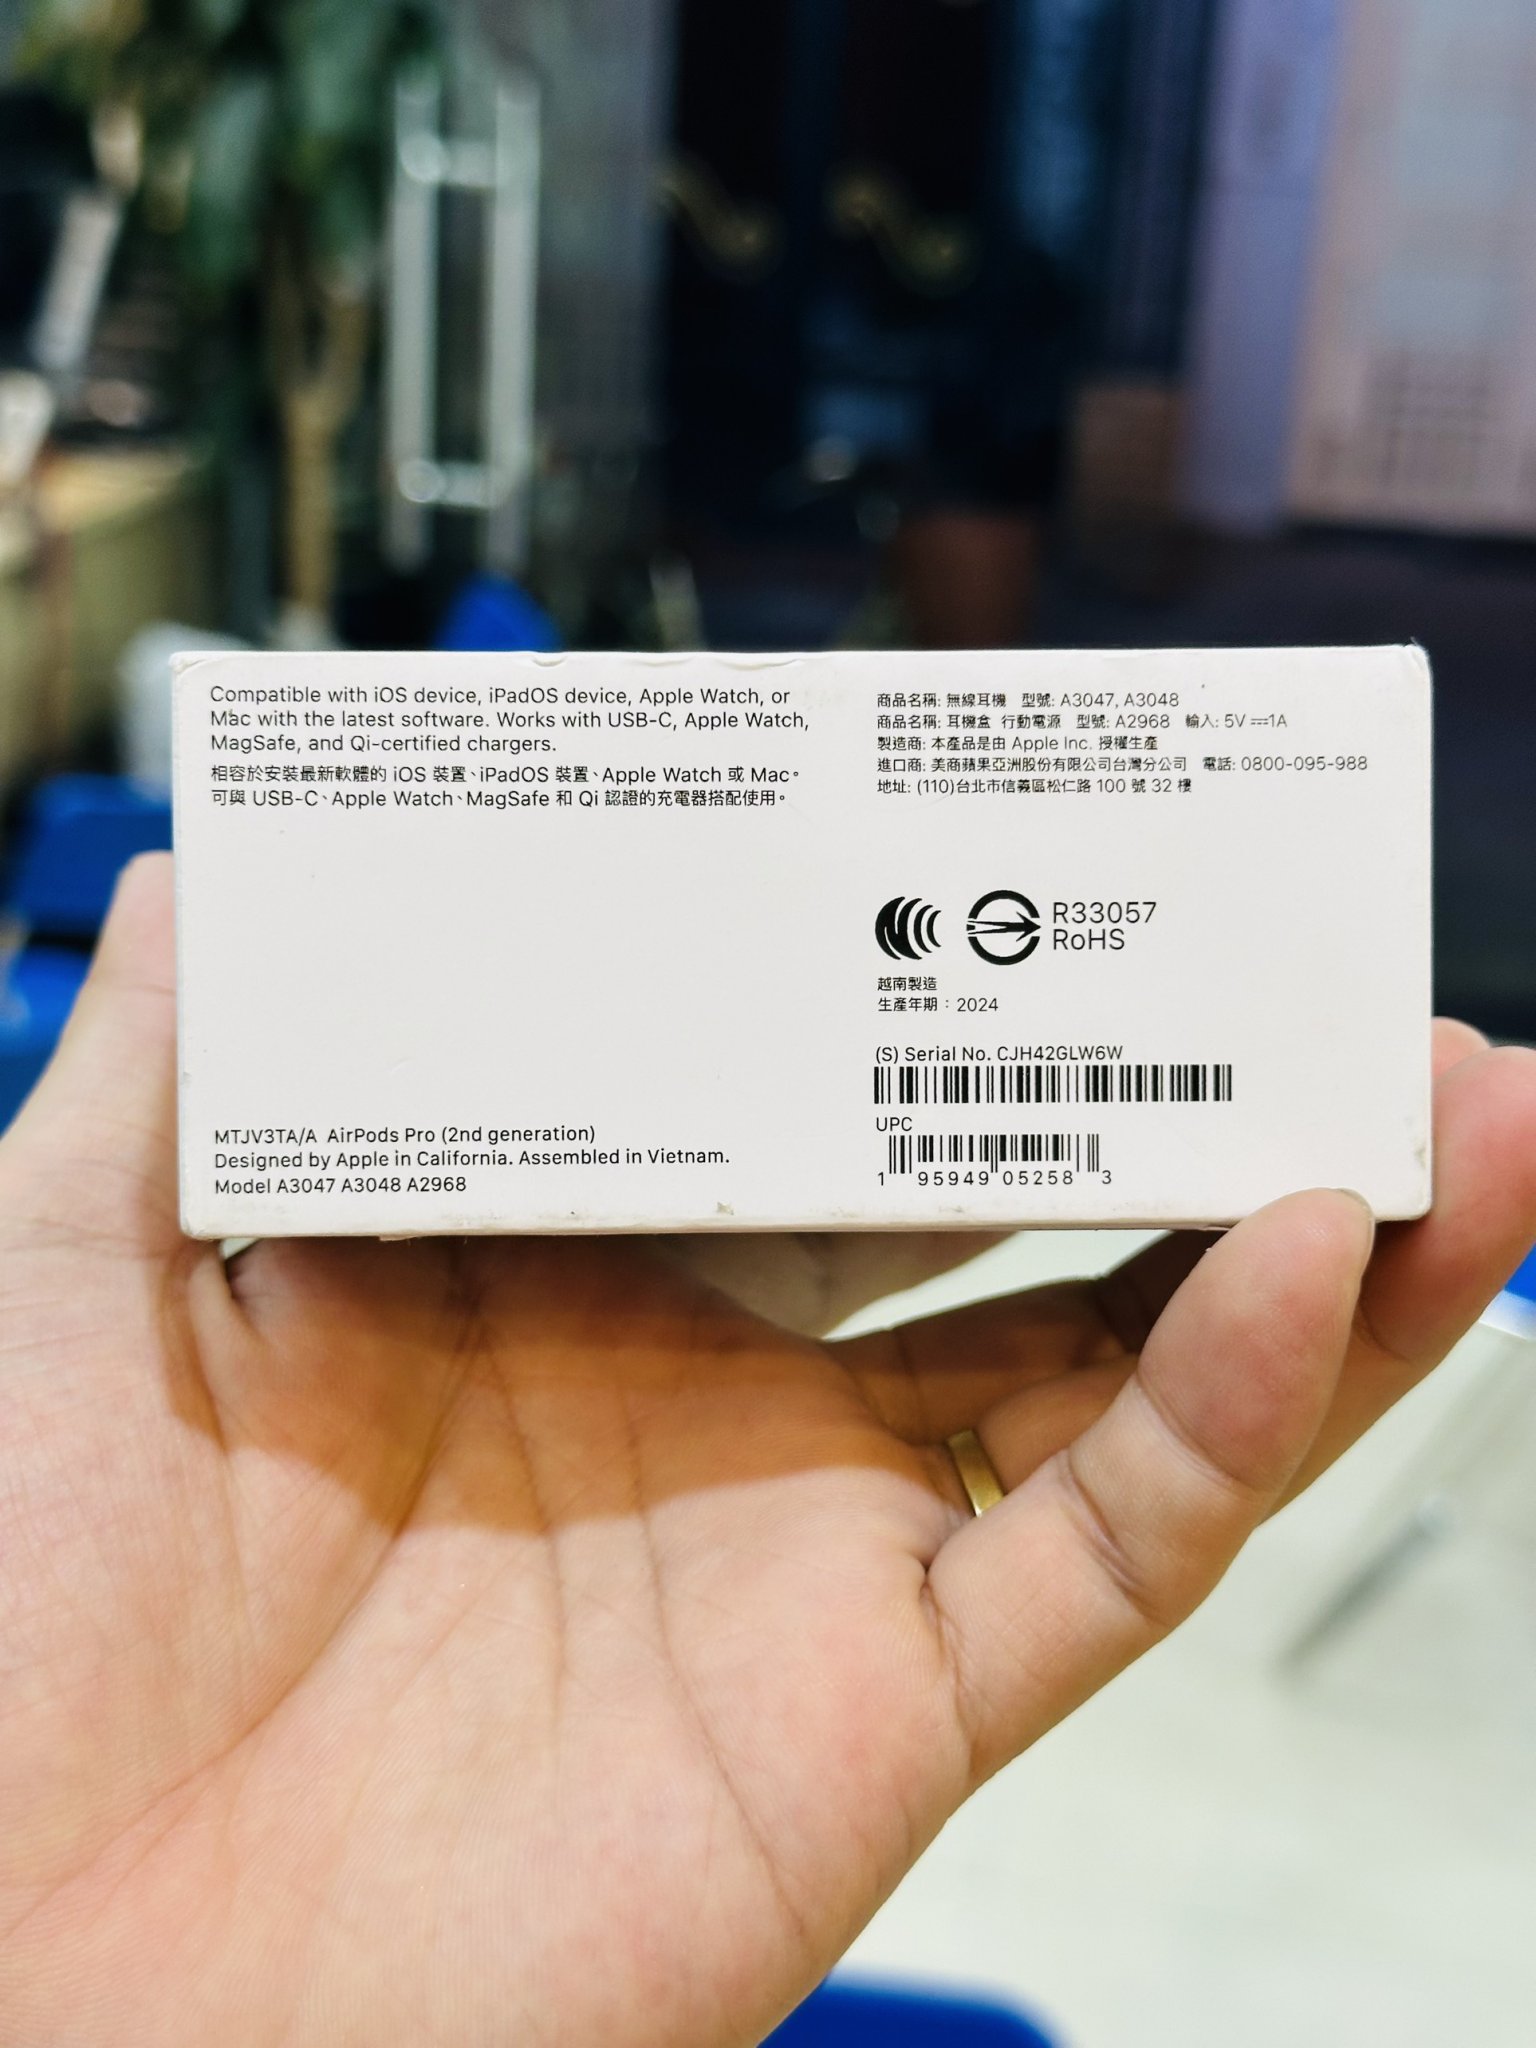 Compatible with iOS device, iPadOS device, Apple Watch, or
Mac with the latest software. Works with USB-C, Apple Watch,
MagSafe, and Qi-certified chargers.
相容於安裝最新軟體的 iOS 裝置、iPadOS 裝置、Apple Watch 或 Mac。
可與 USB-C、Apple Watch、MagSafe 和 Qi 認證的充電器搭配使用。
MTJV3TA/A AirPods Pro (2nd generation)
Designed by Apple in California. Assembled in Vietnam.
Model A3047 A3048 A2968
商品名稱: 無線耳機 型號: A3047, A3048
商品名稱: 耳機盒 行動電源 型號: A2968 輸入: 5V⎓1A
製造商: 本產品是由 Apple Inc. 授權生產
進口商: 美商蘋果亞洲股份有限公司台灣分公司 電話: 0800-095-988
地址: (110)台北市信義區松仁路 100 號 32 樓
R33057
RoHS
越南製造
生產年期：2024
(S) Serial No. CJH42GLW6W
UPC
1 95949 05258 3